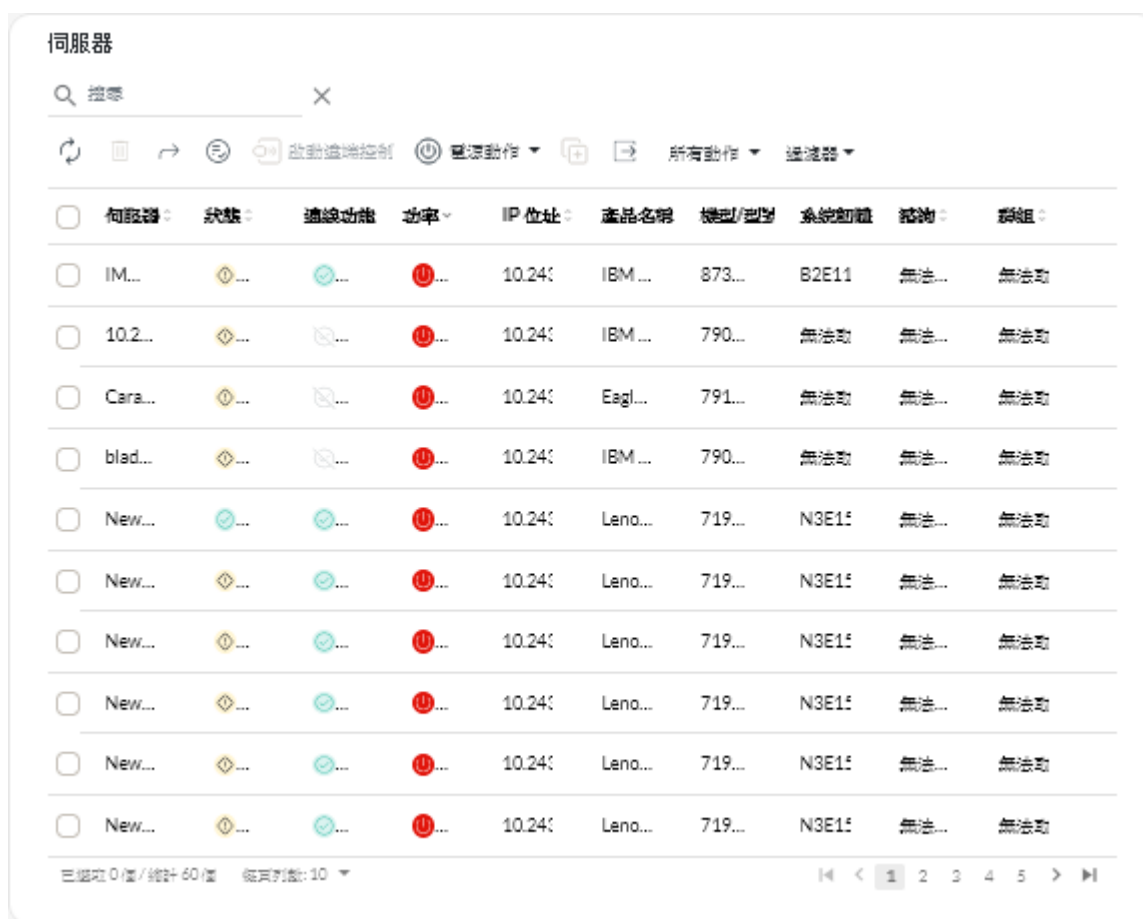 伺服器
搜尋
啟動遠端控制 電源動作 所有動作 過濾器
伺服器 狀態 連線功能 功率 IP 位址 產品名稱 機型/型號 系統韌體 諮詢 群組
IM... ... ... ... 10.243 IBM ... 873... B2E11 無法... 無法取
10.2... ... ... ... 10.243 IBM ... 790... 無法取 無法... 無法取
Cara... ... ... ... 10.243 Eagl... 791... 無法取 無法... 無法取
blad... ... ... ... 10.243 IBM ... 790... 無法取 無法... 無法取
New... ... ... ... 10.243 Leno... 719... N3E15 無法... 無法取
New... ... ... ... 10.243 Leno... 719... N3E15 無法... 無法取
New... ... ... ... 10.243 Leno... 719... N3E15 無法... 無法取
New... ... ... ... 10.243 Leno... 719... N3E15 無法... 無法取
New... ... ... ... 10.243 Leno... 719... N3E15 無法... 無法取
New... ... ... ... 10.243 Leno... 719... N3E15 無法... 無法取
已選取 0 個 / 總計 60 個 每頁列數: 10 1 2 3 4 5